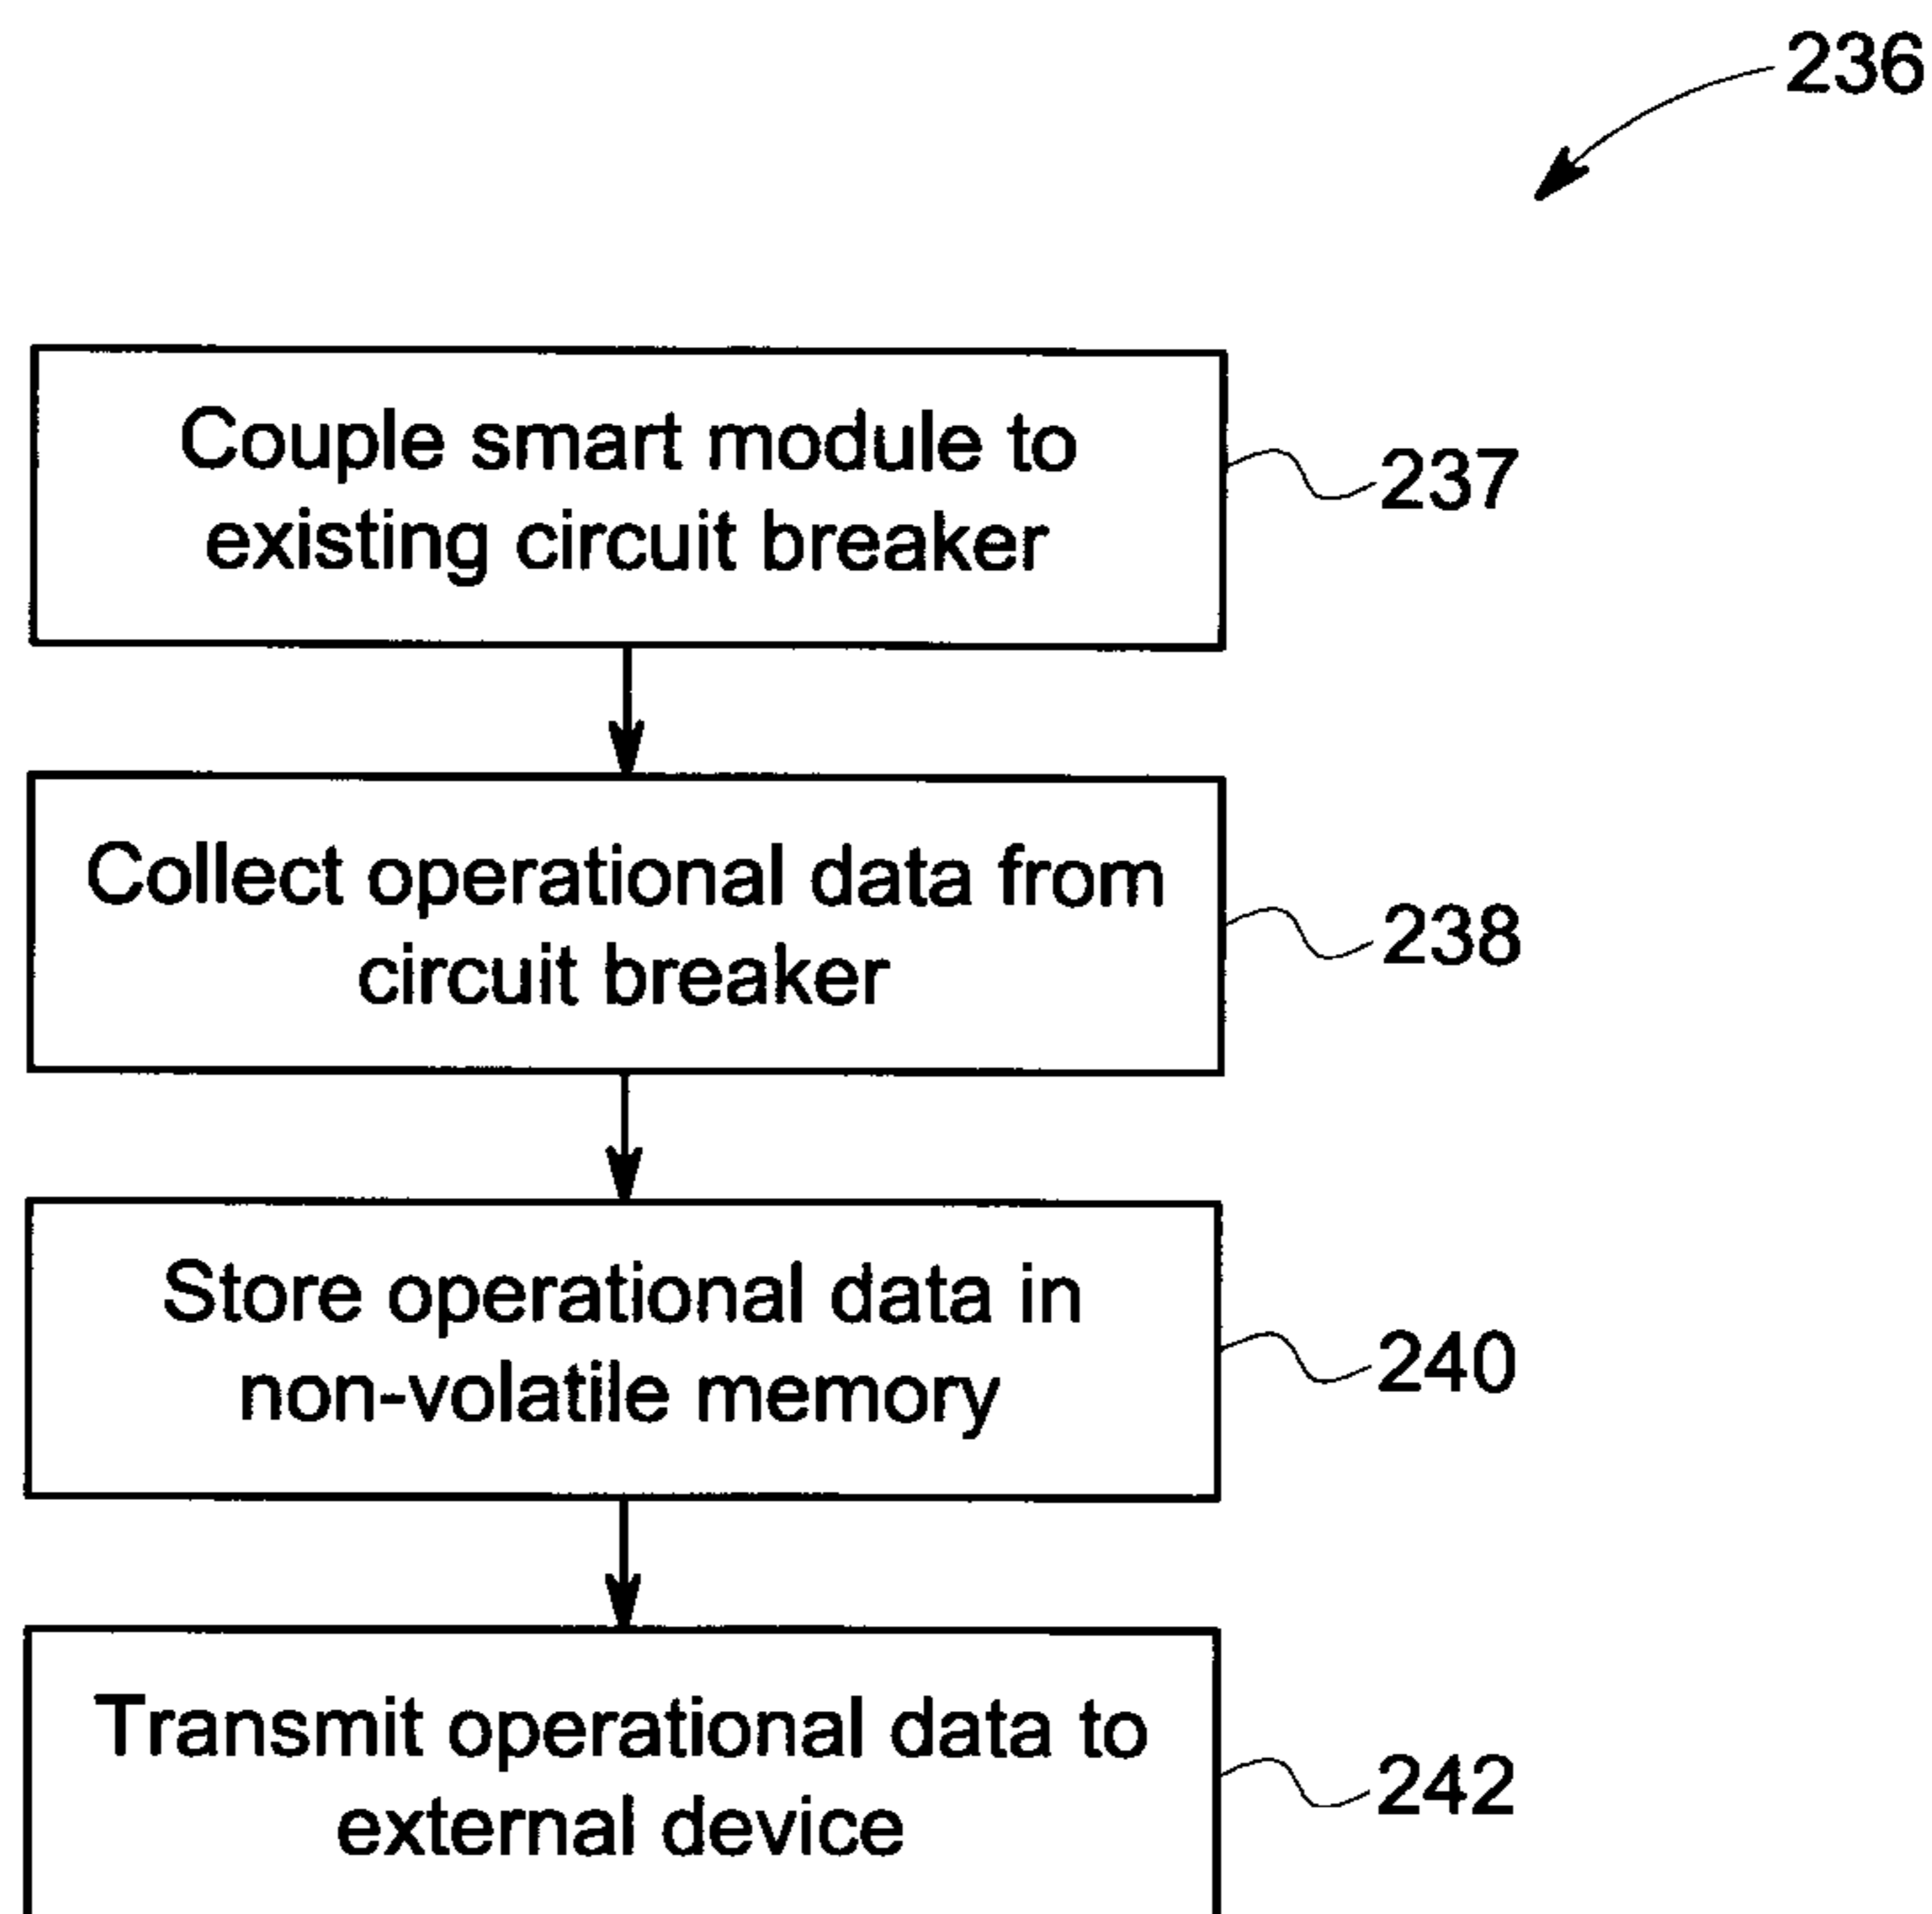 236
Couple smart module to
existing circuit breaker
237
Collect operational data from
circuit breaker
238
Store operational data in
non-volatile memory
240
Transmit operational data to
external device
242